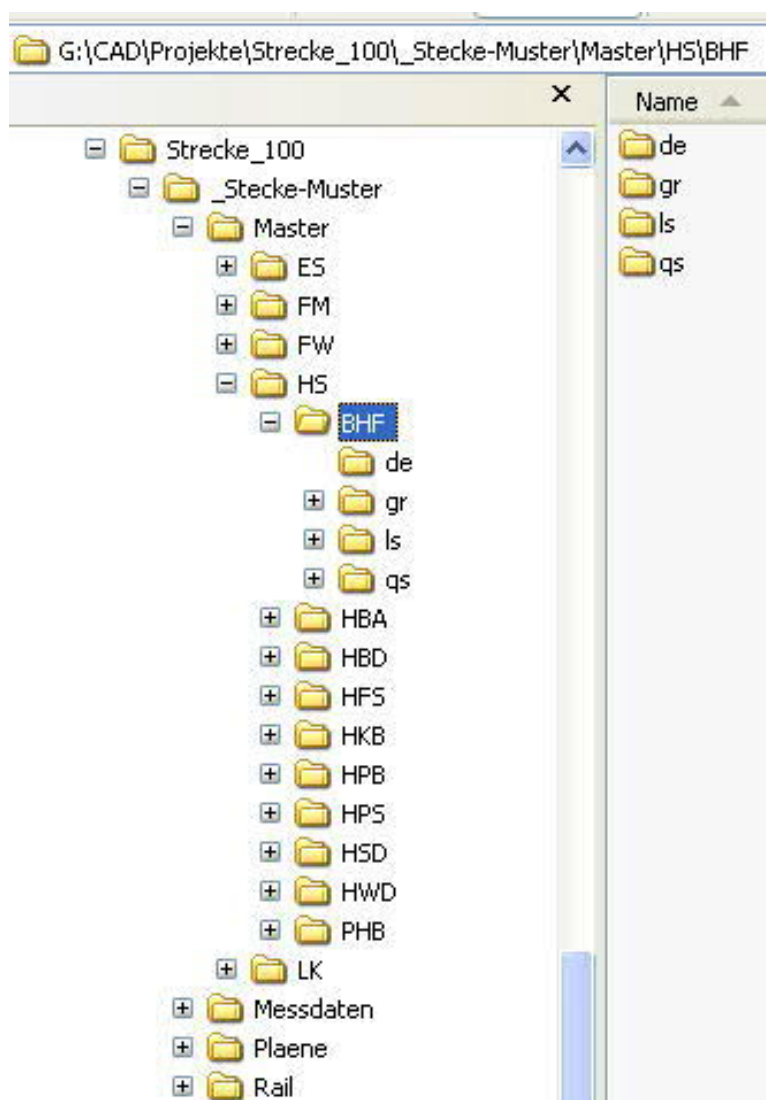 G:\CAD\Projekte\Strecke_100\_Stecke-Muster\Master\HS\BHF
Name
Strecke_100
_Stecke-Muster
Master
ES
FM
FW
HS
BHF
de
gr
ls
qs
HBA
HBD
HFS
HKB
HPB
HPS
HSD
HWD
PHB
LK
Messdaten
Plaene
Rail
de
gr
ls
qs